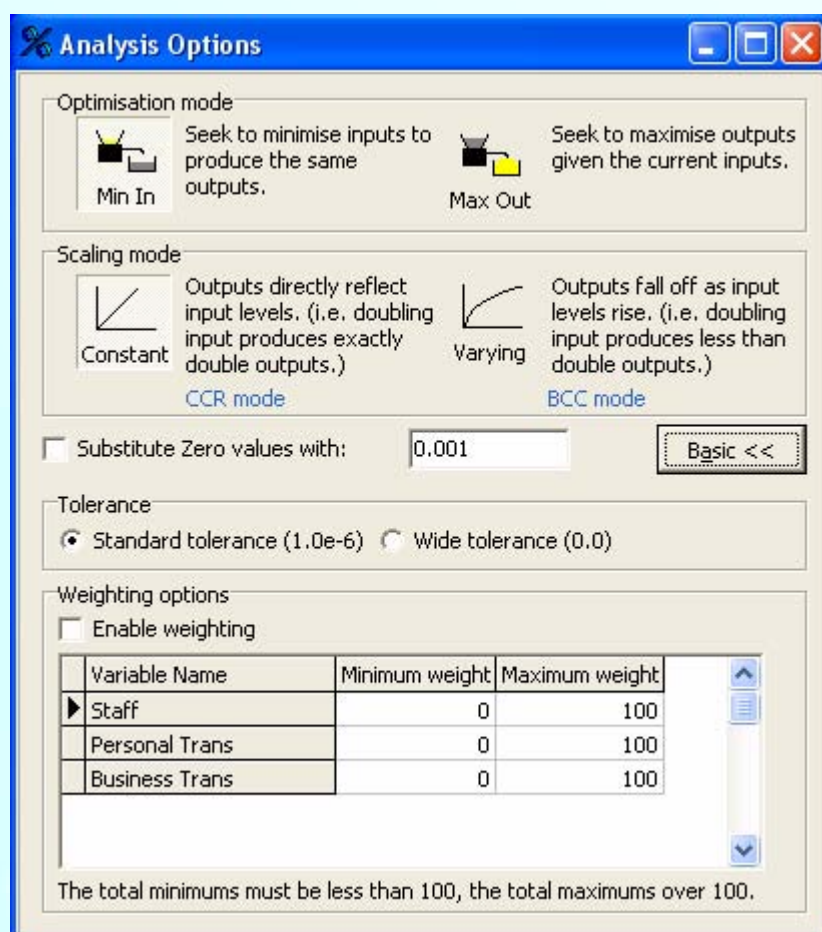 Analysis Options
Optimisation mode
Min In
Seek to minimise inputs to
produce the same
outputs.
Max Out
Seek to maximise outputs
given the current inputs.
Scaling mode
Constant
Outputs directly reflect
input levels. (i.e. doubling
input produces exactly
double outputs.)
CCR mode
Varying
Outputs fall off as input
levels rise. (i.e. doubling
input produces less than
double outputs.)
BCC mode
Substitute Zero values with: 0.001 Basic <<
Tolerance
Standard tolerance (1.0e-6) Wide tolerance (0.0)
Weighting options
Enable weighting
Variable Name Minimum weight Maximum weight
Staff 0 100
Personal Trans 0 100
Business Trans 0 100
The total minimums must be less than 100, the total maximums over 100.